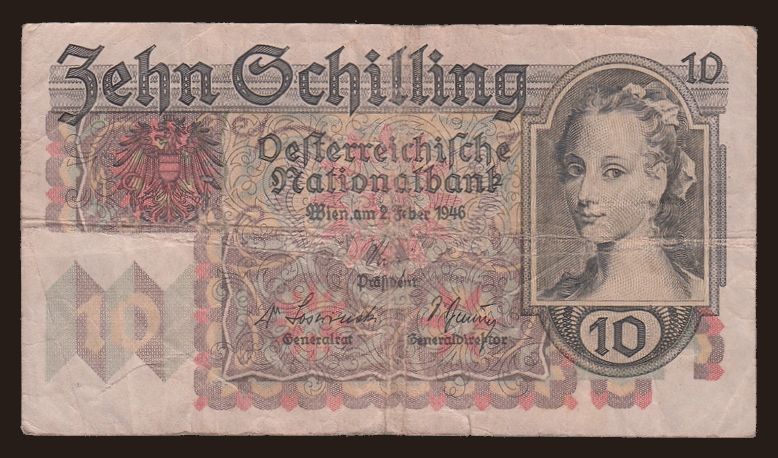 Zehn Schilling
10
Oesterreichische
Nationalbank
Wien, am 2. Feber 1946
Präsident
Generalrat Generaldirektor
10
10